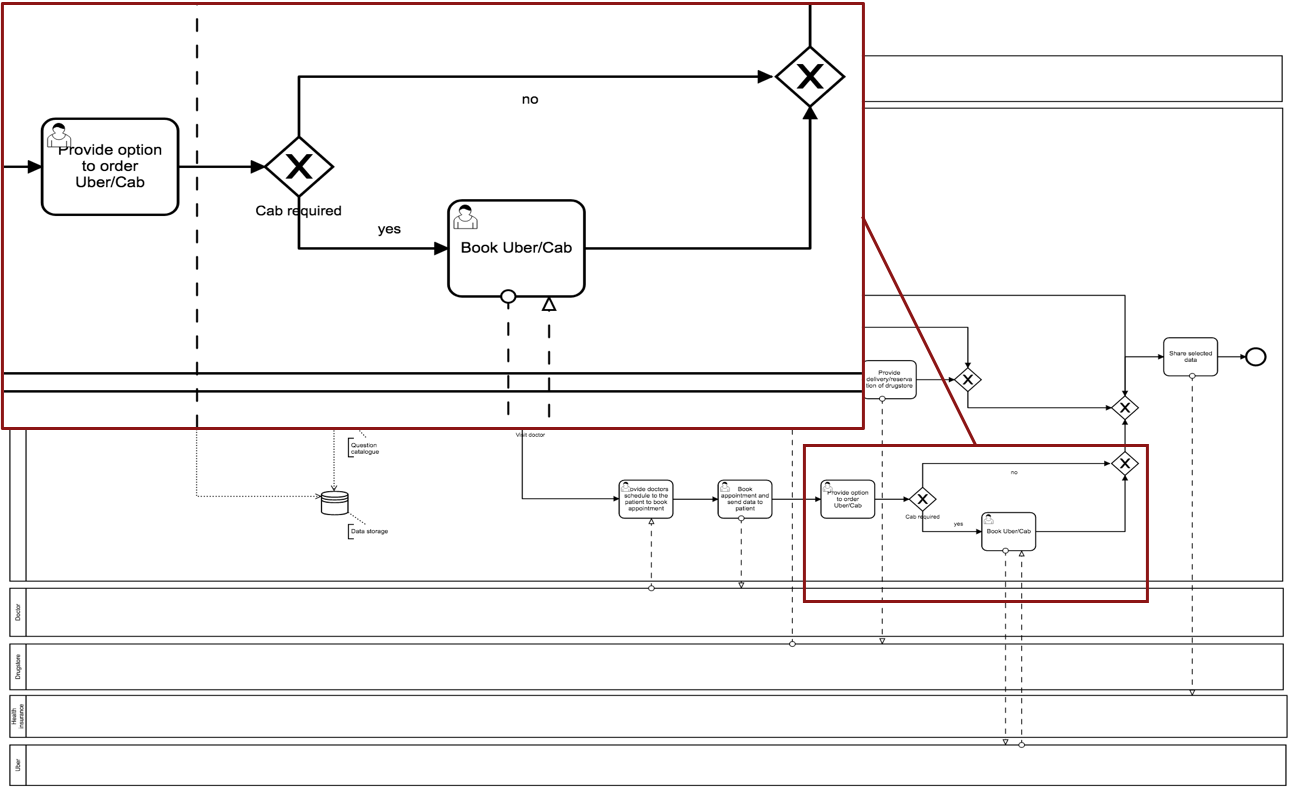 no
Provide option
to order
Uber/Cab
Cab required
yes
Book Uber/Cab
Share selected
data
Provide
delivery/reserva
tion of drugstore
Visit doctor
Question
catalogue
Data storage
Provide doctors
schedule to the
patient to book
appointment
Book
appointment and
send data to
patient
Provide option
to order
Uber/Cab
no
Cab required
yes
Book Uber/Cab
Doctor
Drugstore
Health
insurance
Uber